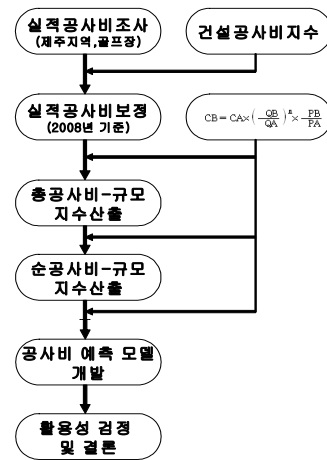 실적공사비조사
(제주지역,골프장)
건설공사비지수
실적공사비보정
(2008년 기준)
CB = CA × ( QB / QA )ⁿ × PB / PA
총공사비-규모
지수산출
순공사비-규모
지수산출
공사비 예측 모델
개발
활용성 검정
및 결론